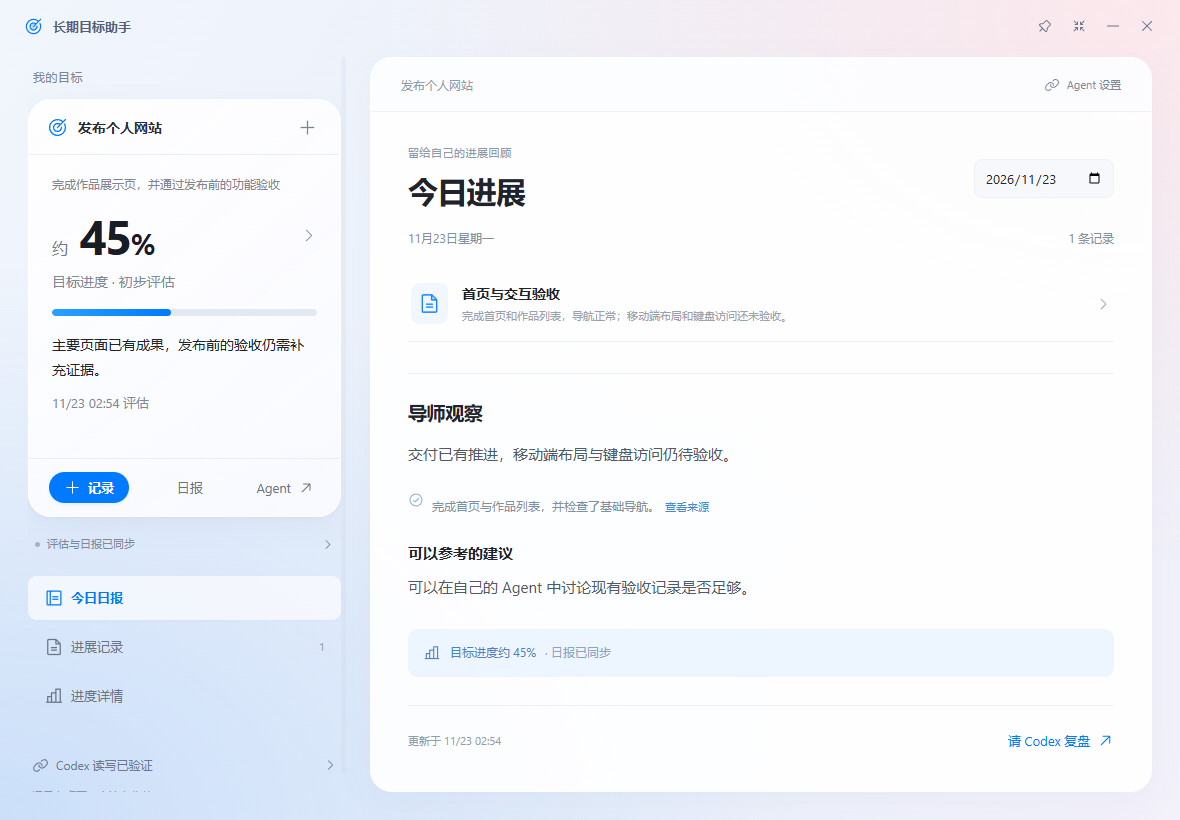 长期目标助手
我的目标
发布个人网站
完成作品展示页，并通过发布前的功能验收
约 45%
目标进度 · 初步评估
主要页面已有成果，发布前的验收仍需补
充证据。
11/23 02:54 评估
记录
日报
Agent
评估与日报已同步
今日日报
进展记录 1
进度详情
Codex 读写已验证
发布个人网站
Agent 设置
留给自己的进展回顾
今日进展
2026/11/23
11月23日星期一
1 条记录
首页与交互验收
完成首页和作品列表，导航正常；移动端布局和键盘访问还未验收。
导师观察
交付已有推进，移动端布局与键盘访问仍待验收。
完成首页与作品列表，并检查了基础导航。 查看来源
可以参考的建议
可以在自己的 Agent 中讨论现有验收记录是否足够。
目标进度约 45% · 日报已同步
更新于 11/23 02:54
请 Codex 复盘